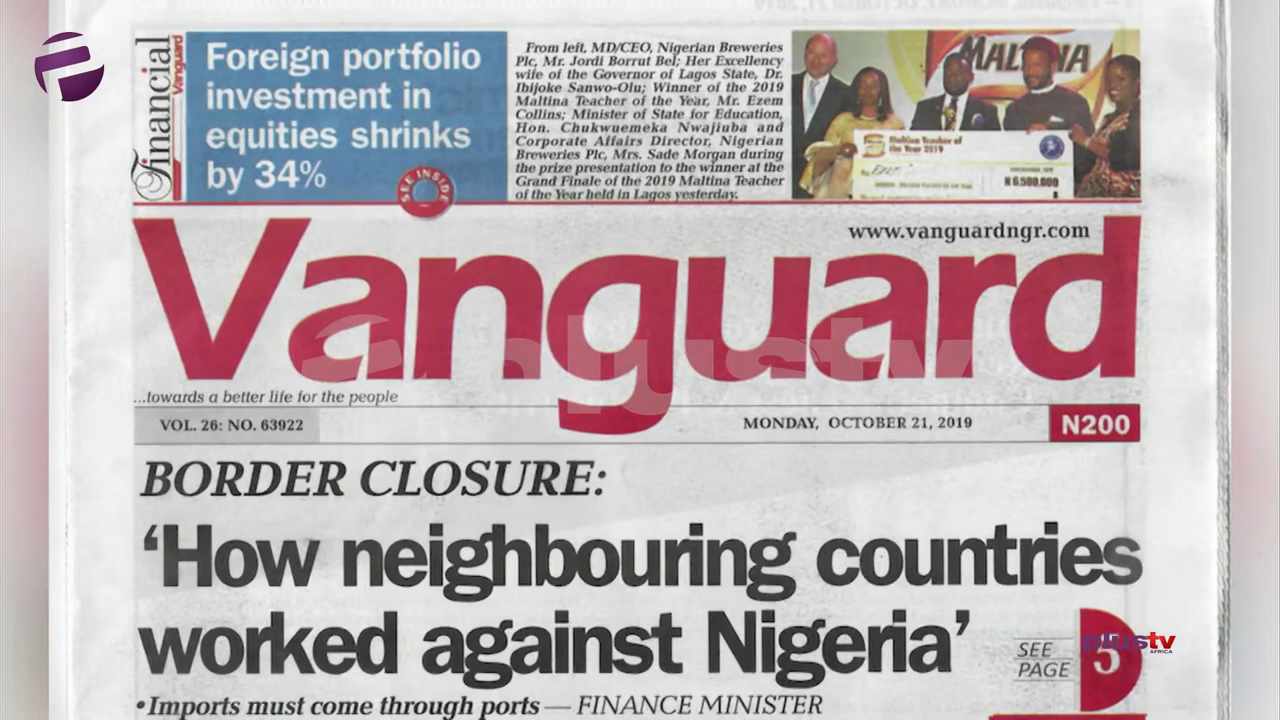 Financial
Vanguard
Foreign portfolio
investment in
equities shrinks
by 34%
SEE INSIDE
From left, MD/CEO, Nigerian Breweries
Plc, Mr. Jordi Borrut Bel; Her Excellency
wife of the Governor of Lagos State, Dr.
Ibijoke Sanwo-Olu; Winner of the 2019
Maltina Teacher of the Year, Mr. Ezem
Collins; Minister of State for Education,
Hon. Chukwuemeka Nwajiuba and
Corporate Affairs Director, Nigerian
Breweries Plc, Mrs. Sade Morgan during
the prize presentation to the winner at the
Grand Finale of the 2019 Maltina Teacher
of the Year held in Lagos yesterday.
MALTINA
Maltina Teacher of
the Year 2019
N6,500,000
www.vanguardngr.com
Vanguard
plustv
...towards a better life for the people
VOL. 26: NO. 63922
MONDAY, OCTOBER 21, 2019
N200
BORDER CLOSURE:
‘How neighbouring countries
worked against Nigeria’
SEE
PAGE
5
plustv
AFRICA
•Imports must come through ports — FINANCE MINISTER